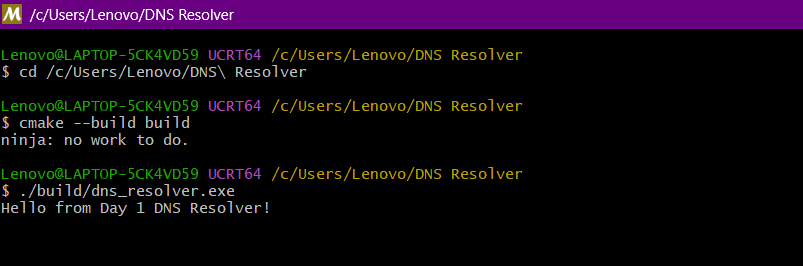 M /c/Users/Lenovo/DNS Resolver
Lenovo@LAPTOP-5CK4VD59 UCRT64 /c/Users/Lenovo/DNS Resolver
$ cd /c/Users/Lenovo/DNS\ Resolver
Lenovo@LAPTOP-5CK4VD59 UCRT64 /c/Users/Lenovo/DNS Resolver
$ cmake --build build
ninja: no work to do.
Lenovo@LAPTOP-5CK4VD59 UCRT64 /c/Users/Lenovo/DNS Resolver
$ ./build/dns_resolver.exe
Hello from Day 1 DNS Resolver!